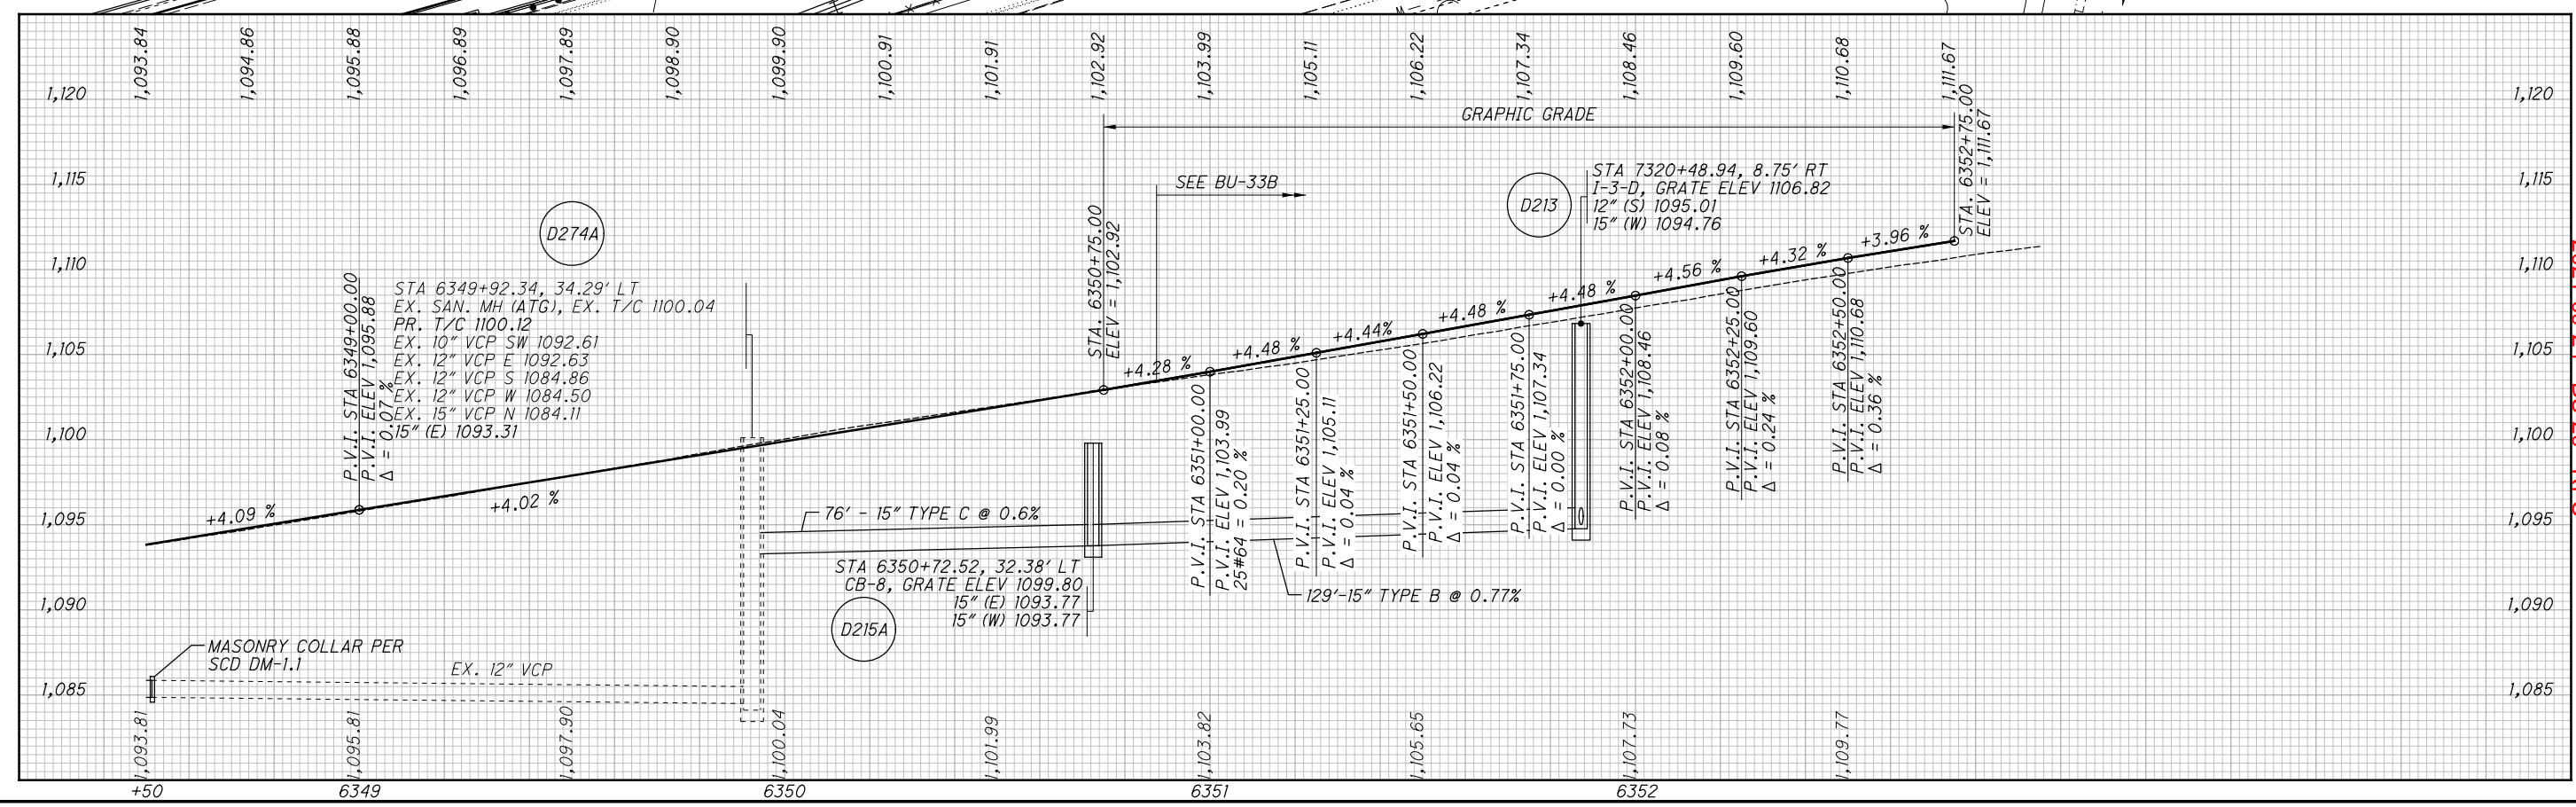 1,093.84
1,094.86
1,095.88
1,096.89
1,097.89
1,098.90
1,099.90
1,100.91
1,101.91
1,102.92
1,103.99
1,105.11
1,106.22
1,107.34
1,108.46
1,109.60
1,110.68
1,111.67
1,120
1,120
GRAPHIC GRADE
STA. 6352+75.00
ELEV = 1,111.67
1,115
1,115
SEE BU-33B
D213
STA 7320+48.94, 8.75' RT
I-3-D, GRATE ELEV 1106.82
12" (S) 1095.01
15" (W) 1094.76
D274A
STA. 6350+75.00
ELEV = 1,102.92
1,110
1,110
P.V.I. STA 6349+00.00
P.V.I. ELEV 1,095.88
Δ = 0.07 %
STA 6349+92.34, 34.29' LT
EX. SAN. MH (ATG), EX. T/C 1100.04
PR. T/C 1100.12
EX. 10" VCP SW 1092.61
EX. 12" VCP E 1092.63
EX. 12" VCP S 1084.86
EX. 12" VCP W 1084.50
EX. 15" VCP N 1084.11
15" (E) 1093.31
1,105
1,105
+4.09 %
+4.02 %
+4.28 %
+4.48 %
+4.44%
+4.48 %
+4.48 %
+4.56 %
+4.32 %
+3.96 %
1,100
1,100
P.V.I. STA 6351+00.00
P.V.I. ELEV 1,103.99
25#64 = 0.20 %
P.V.I. STA 6351+25.00
P.V.I. ELEV 1,105.11
Δ = 0.04 %
P.V.I. STA 6351+50.00
P.V.I. ELEV 1,106.22
Δ = 0.04 %
P.V.I. STA 6351+75.00
P.V.I. ELEV 1,107.34
Δ = 0.00 %
P.V.I. STA 6352+00.00
P.V.I. ELEV 1,108.46
Δ = 0.08 %
P.V.I. STA 6352+25.00
P.V.I. ELEV 1,109.60
Δ = 0.24 %
P.V.I. STA 6352+50.00
P.V.I. ELEV 1,110.68
Δ = 0.36 %
1,095
1,095
76' - 15" TYPE C @ 0.6%
STA 6350+72.52, 32.38' LT
CB-8, GRATE ELEV 1099.80
15" (E) 1093.77
15" (W) 1093.77
D215A
129'-15" TYPE B @ 0.77%
1,090
1,090
MASONRY COLLAR PER
SCD DM-1.1
EX. 12" VCP
1,085
1,085
1,093.81
1,095.81
1,097.90
1,100.04
1,101.99
1,103.82
1,105.65
1,107.73
1,109.77
+50
6349
6350
6351
6352